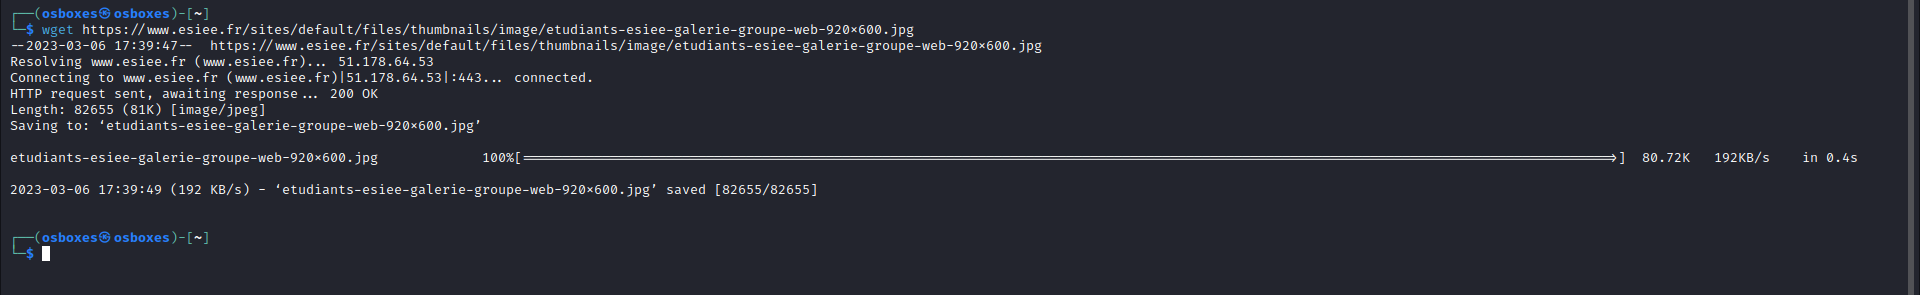 ┌──(osboxes㉿osboxes)-[~]
└─$ wget https://www.esiee.fr/sites/default/files/thumbnails/image/etudiants-esiee-galerie-groupe-web-920×600.jpg
--2023-03-06 17:39:47--  https://www.esiee.fr/sites/default/files/thumbnails/image/etudiants-esiee-galerie-groupe-web-920×600.jpg
Resolving www.esiee.fr (www.esiee.fr)... 51.178.64.53
Connecting to www.esiee.fr (www.esiee.fr)|51.178.64.53|:443... connected.
HTTP request sent, awaiting response... 200 OK
Length: 82655 (81K) [image/jpeg]
Saving to: ‘etudiants-esiee-galerie-groupe-web-920×600.jpg’
etudiants-esiee-galerie-groupe-web-920×600.jpg 100%[=====================>] 80.72K 192KB/s in 0.4s
2023-03-06 17:39:49 (192 KB/s) - ‘etudiants-esiee-galerie-groupe-web-920×600.jpg’ saved [82655/82655]
┌──(osboxes㉿osboxes)-[~]
└─$